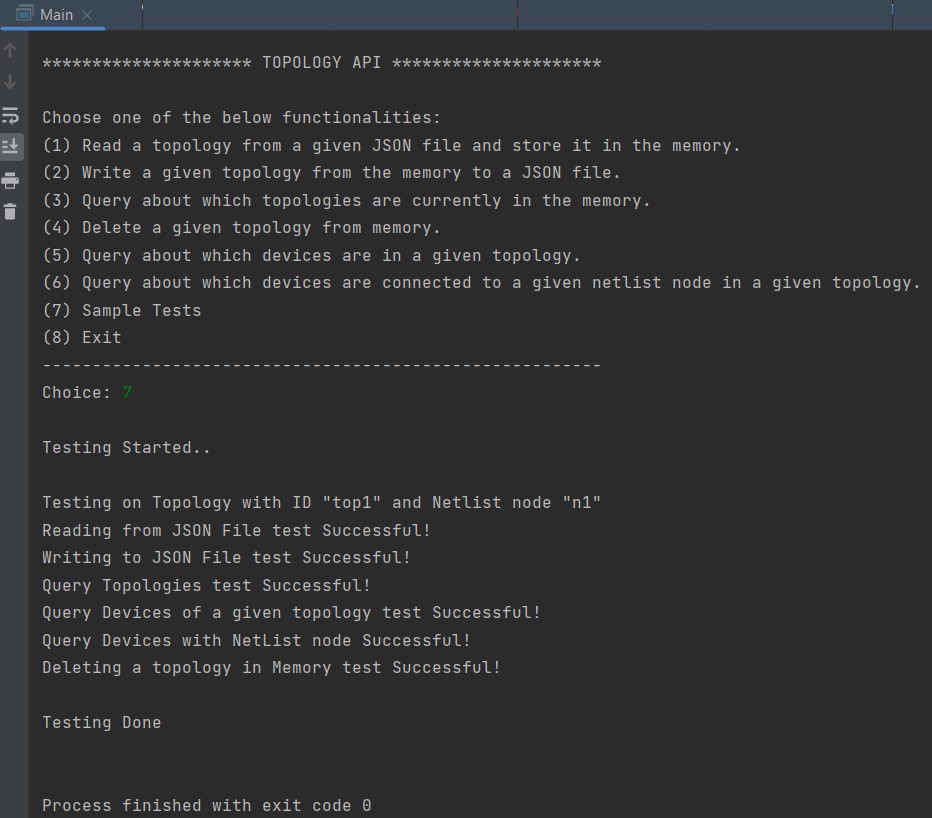 Main
********************* TOPOLOGY API *********************
Choose one of the below functionalities:
(1) Read a topology from a given JSON file and store it in the memory.
(2) Write a given topology from the memory to a JSON file.
(3) Query about which topologies are currently in the memory.
(4) Delete a given topology from memory.
(5) Query about which devices are in a given topology.
(6) Query about which devices are connected to a given netlist node in a given topology.
(7) Sample Tests
(8) Exit
--------------------------------------------------------
Choice: 7
Testing Started..
Testing on Topology with ID "top1" and Netlist node "n1"
Reading from JSON File test Successful!
Writing to JSON File test Successful!
Query Topologies test Successful!
Query Devices of a given topology test Successful!
Query Devices with NetList node Successful!
Deleting a topology in Memory test Successful!
Testing Done
Process finished with exit code 0